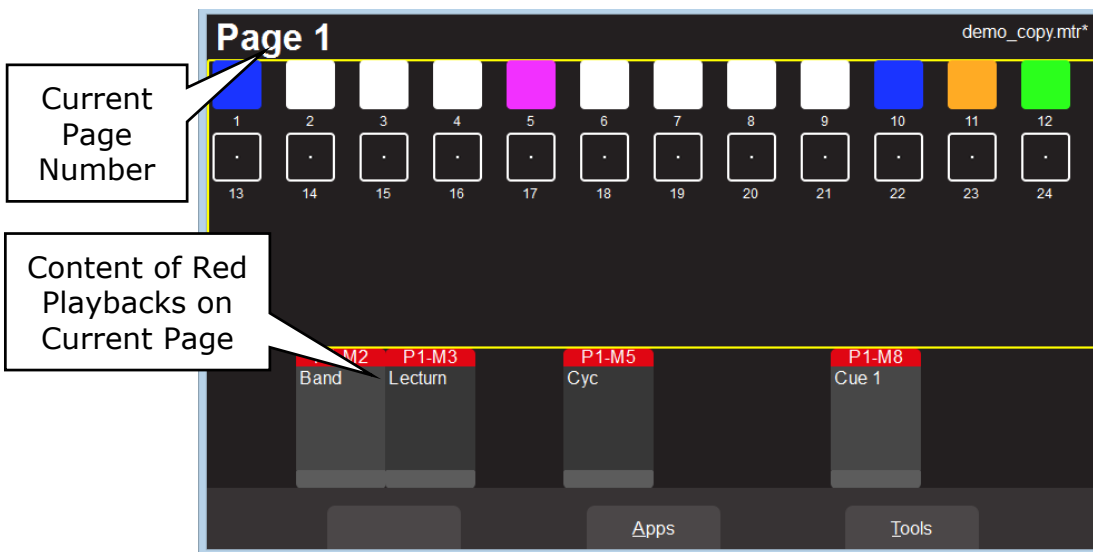 Page 1
demo_copy.mtr*
Current
Page
Number
1 2 3 4 5 6 7 8 9 10 11 12
13 14 15 16 17 18 19 20 21 22 23 24
Content of Red
Playbacks on
Current Page
M2 P1-M3 P1-M5 P1-M8
Band Lecturn Cyc Cue 1
Apps Tools